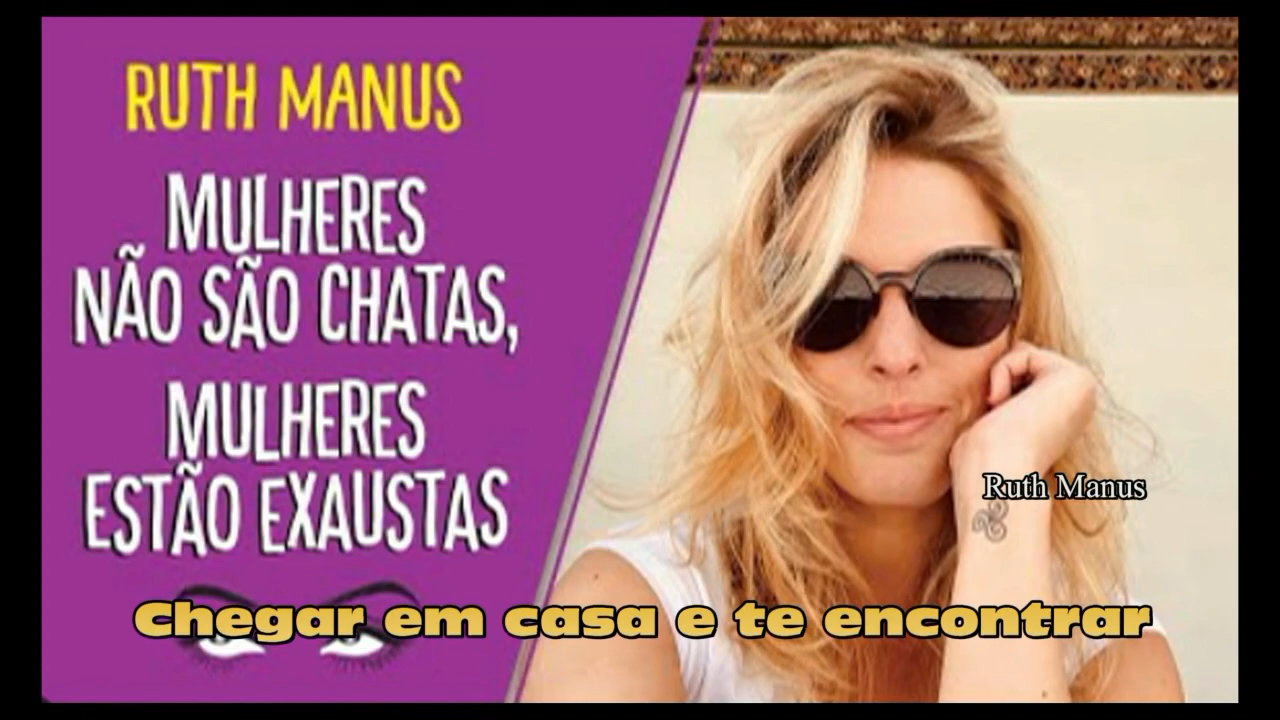 RUTH MANUS
MULHERES
NÃO SÃO CHATAS,
MULHERES
ESTÃO EXAUSTAS
Ruth Manus
Chegar em casa e te encontrar